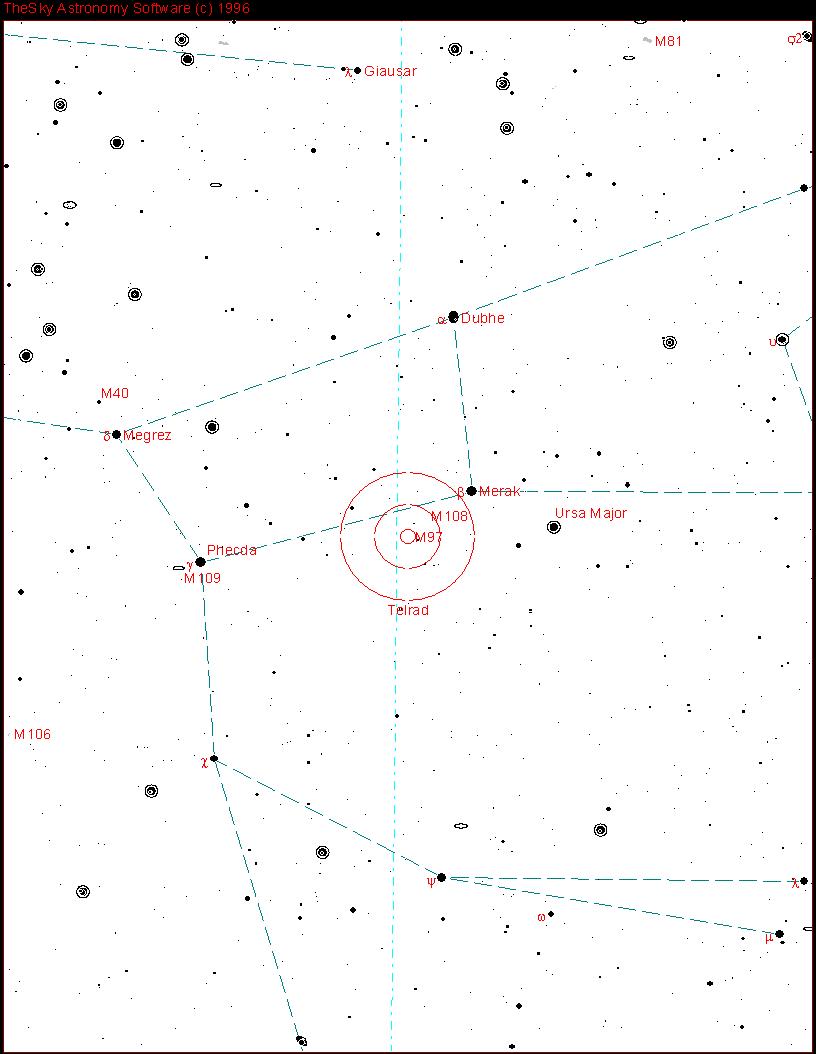 TheSky Astronomy Software (c) 1996
M81
σ2
λ Giausar
α Dubhe
υ
M40
δ Megrez
β Merak
Ursa Major
M108
M97
Phecda
γ
M109
Telrad
M106
χ
ψ
λ
ω
μ